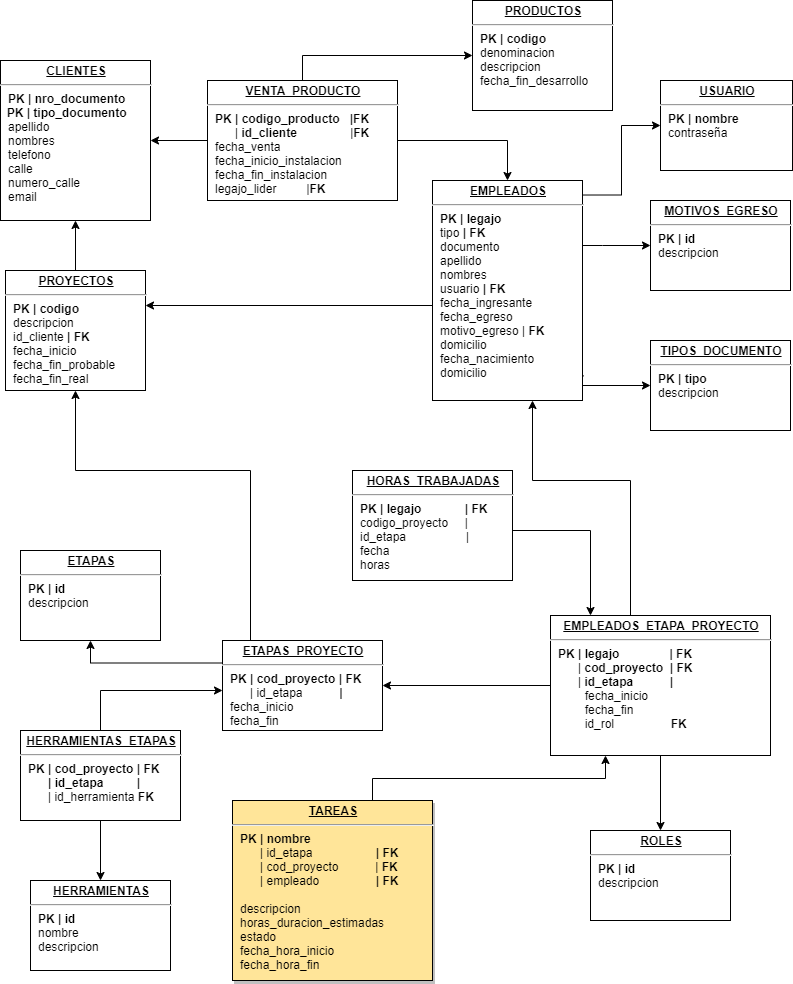 PRODUCTOS
PK | codigo
denominacion
descripcion
fecha_fin_desarrollo
CLIENTES
PK | nro_documento
PK | tipo_documento
apellido
nombres
telefono
calle
numero_calle
email
VENTA_PRODUCTO
PK | codigo_producto |FK
| id_cliente |FK
fecha_venta
fecha_inicio_instalacion
fecha_fin_instalacion
legajo_lider |FK
USUARIO
PK | nombre
contraseña
EMPLEADOS
PK | legajo
tipo | FK
documento
apellido
nombres
usuario | FK
fecha_ingresante
fecha_egreso
motivo_egreso | FK
domicilio
fecha_nacimiento
domicilio
MOTIVOS_EGRESO
PK | id
descripcion
PROYECTOS
PK | codigo
descripcion
id_cliente | FK
fecha_inicio
fecha_fin_probable
fecha_fin_real
TIPOS_DOCUMENTO
PK | tipo
descripcion
HORAS_TRABAJADAS
PK | legajo | FK
codigo_proyecto |
id_etapa |
fecha
horas
ETAPAS
PK | id
descripcion
ETAPAS_PROYECTO
PK | cod_proyecto | FK
| id_etapa |
fecha_inicio
fecha_fin
EMPLEADOS_ETAPA_PROYECTO
PK | legajo | FK
| cod_proyecto | FK
| id_etapa |
fecha_inicio
fecha_fin
id_rol FK
HERRAMIENTAS_ETAPAS
PK | cod_proyecto | FK
| id_etapa |
| id_herramienta FK
TAREAS
PK | nombre
| id_etapa | FK
| cod_proyecto | FK
| empleado | FK
descripcion
horas_duracion_estimadas
estado
fecha_hora_inicio
fecha_hora_fin
ROLES
PK | id
descripcion
HERRAMIENTAS
PK | id
nombre
descripcion